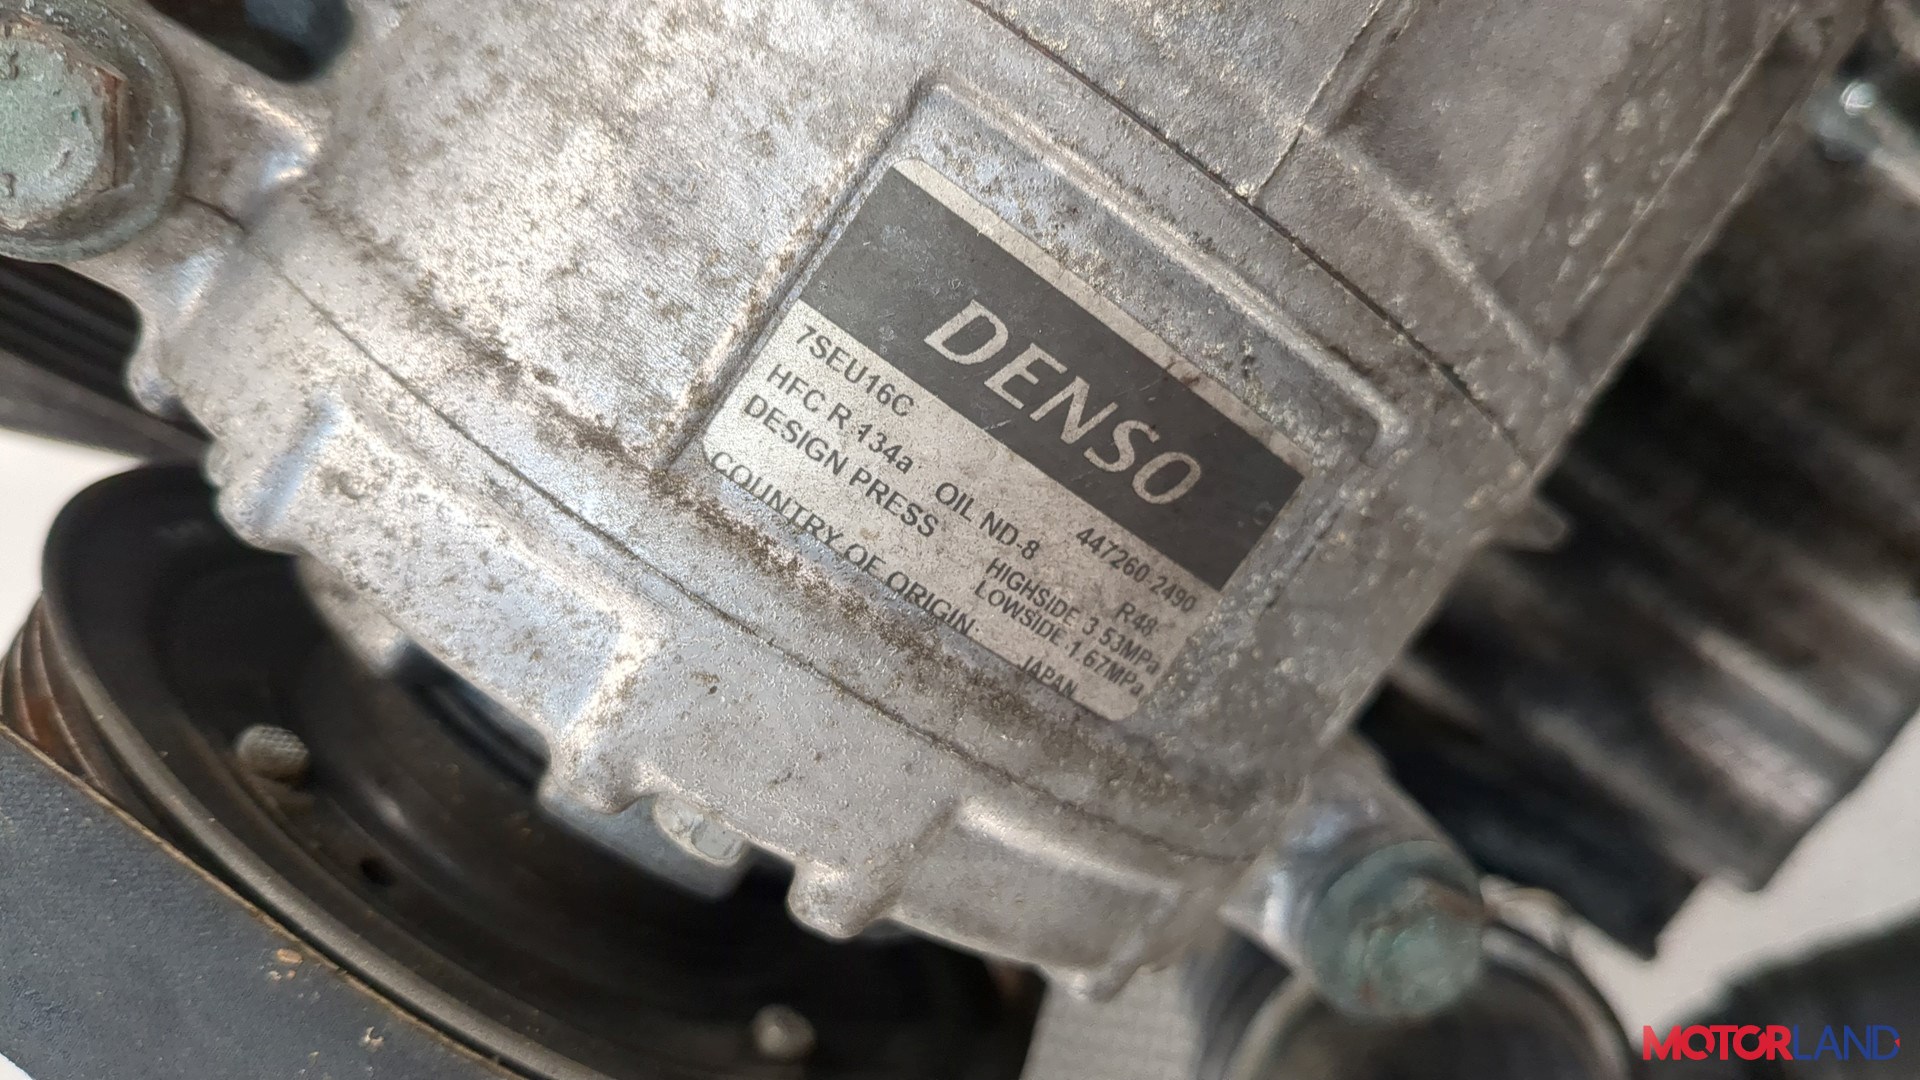 DENSO
7SEU16C 447260-2490
HFC R 134a OIL ND-8 R48
DESIGN PRESS HIGHSIDE 3.53MPa
LOWSIDE 1.67MPa
COUNTRY OF ORIGIN: JAPAN
MOTORLAND